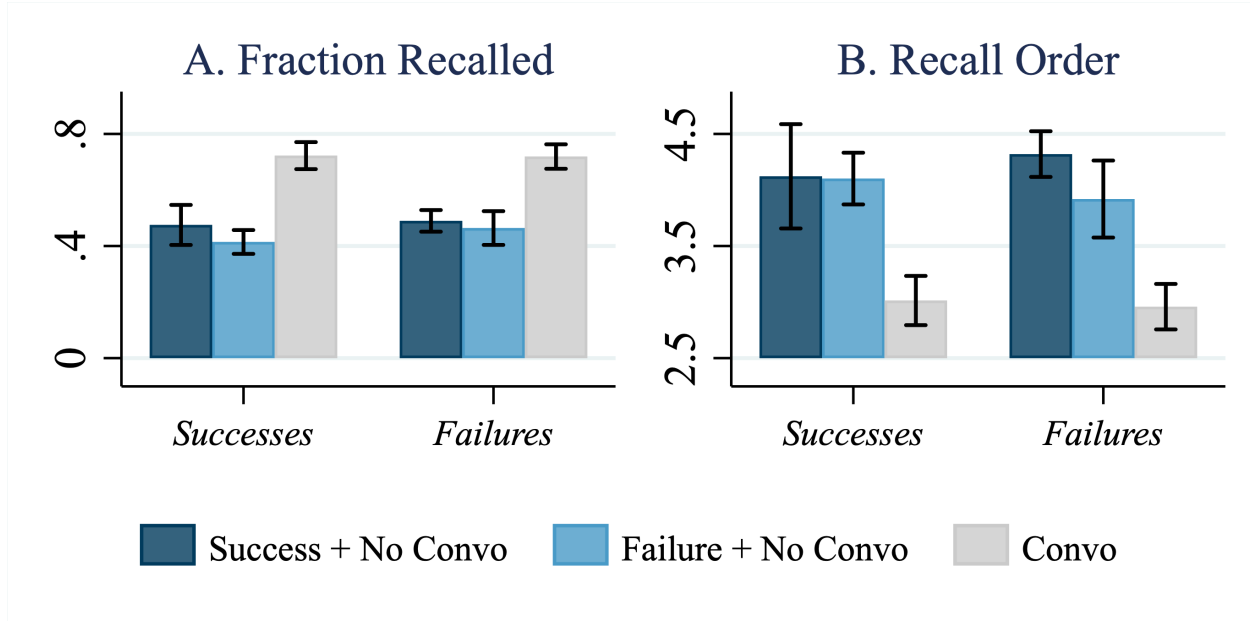 A. Fraction Recalled
.8
.4
0
Successes Failures
B. Recall Order
4.5
3.5
2.5
Successes Failures
Success + No Convo Failure + No Convo Convo